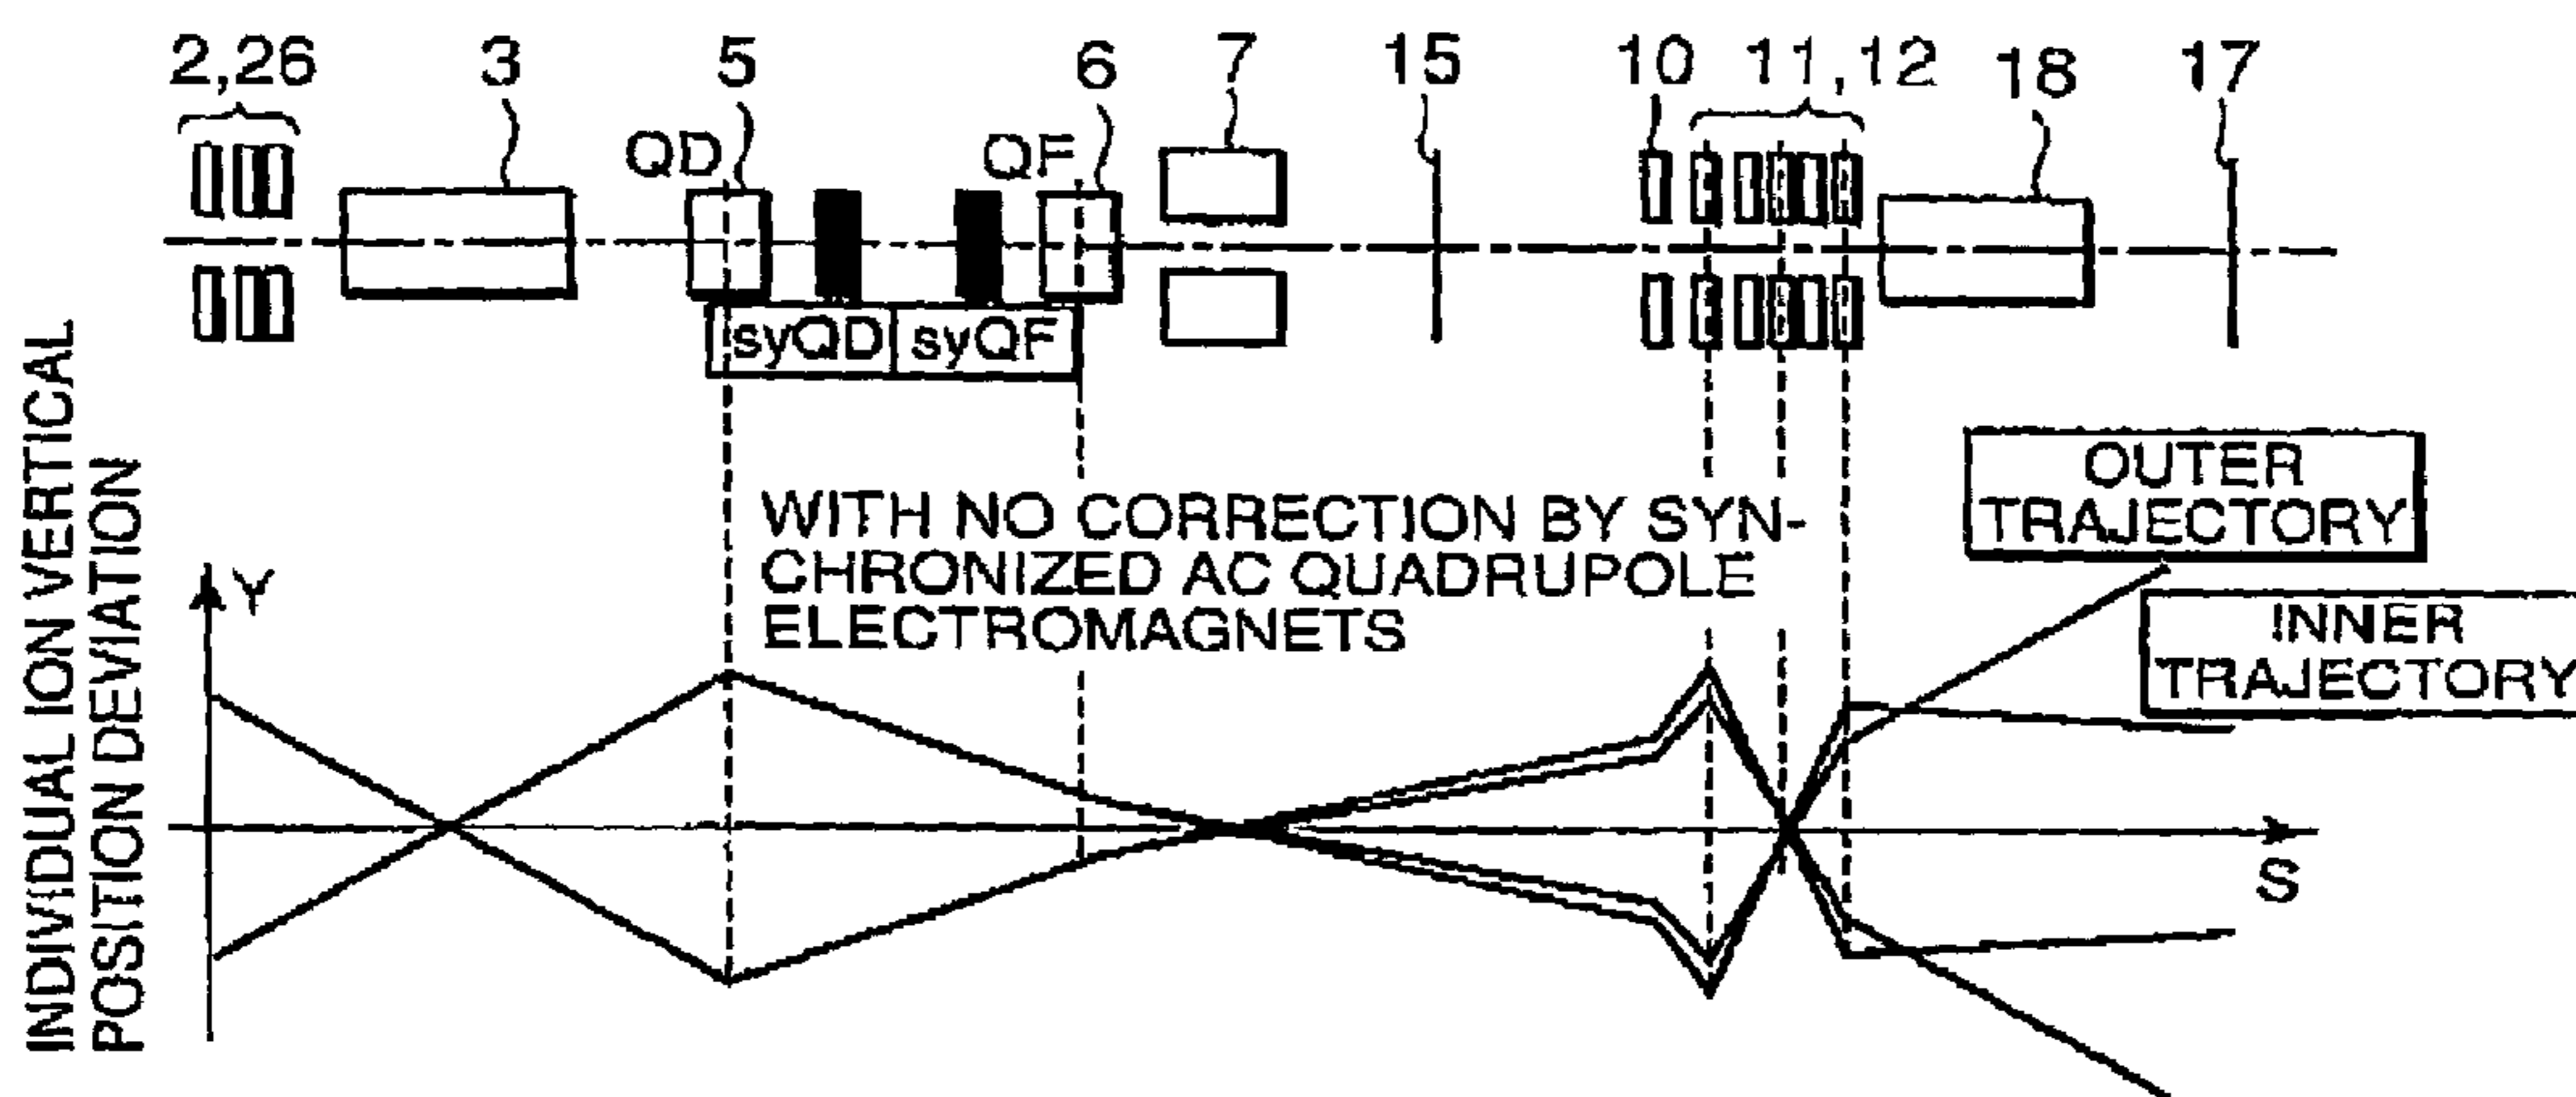 2,26 3 5 6 7 15 10 11,12 18 17
QD QF
syQD syQF
INDIVIDUAL ION VERTICAL
POSITION DEVIATION
WITH NO CORRECTION BY SYN-
CHRONIZED AC QUADRUPOLE
ELECTROMAGNETS
OUTER
TRAJECTORY
INNER
TRAJECTORY
Y
S